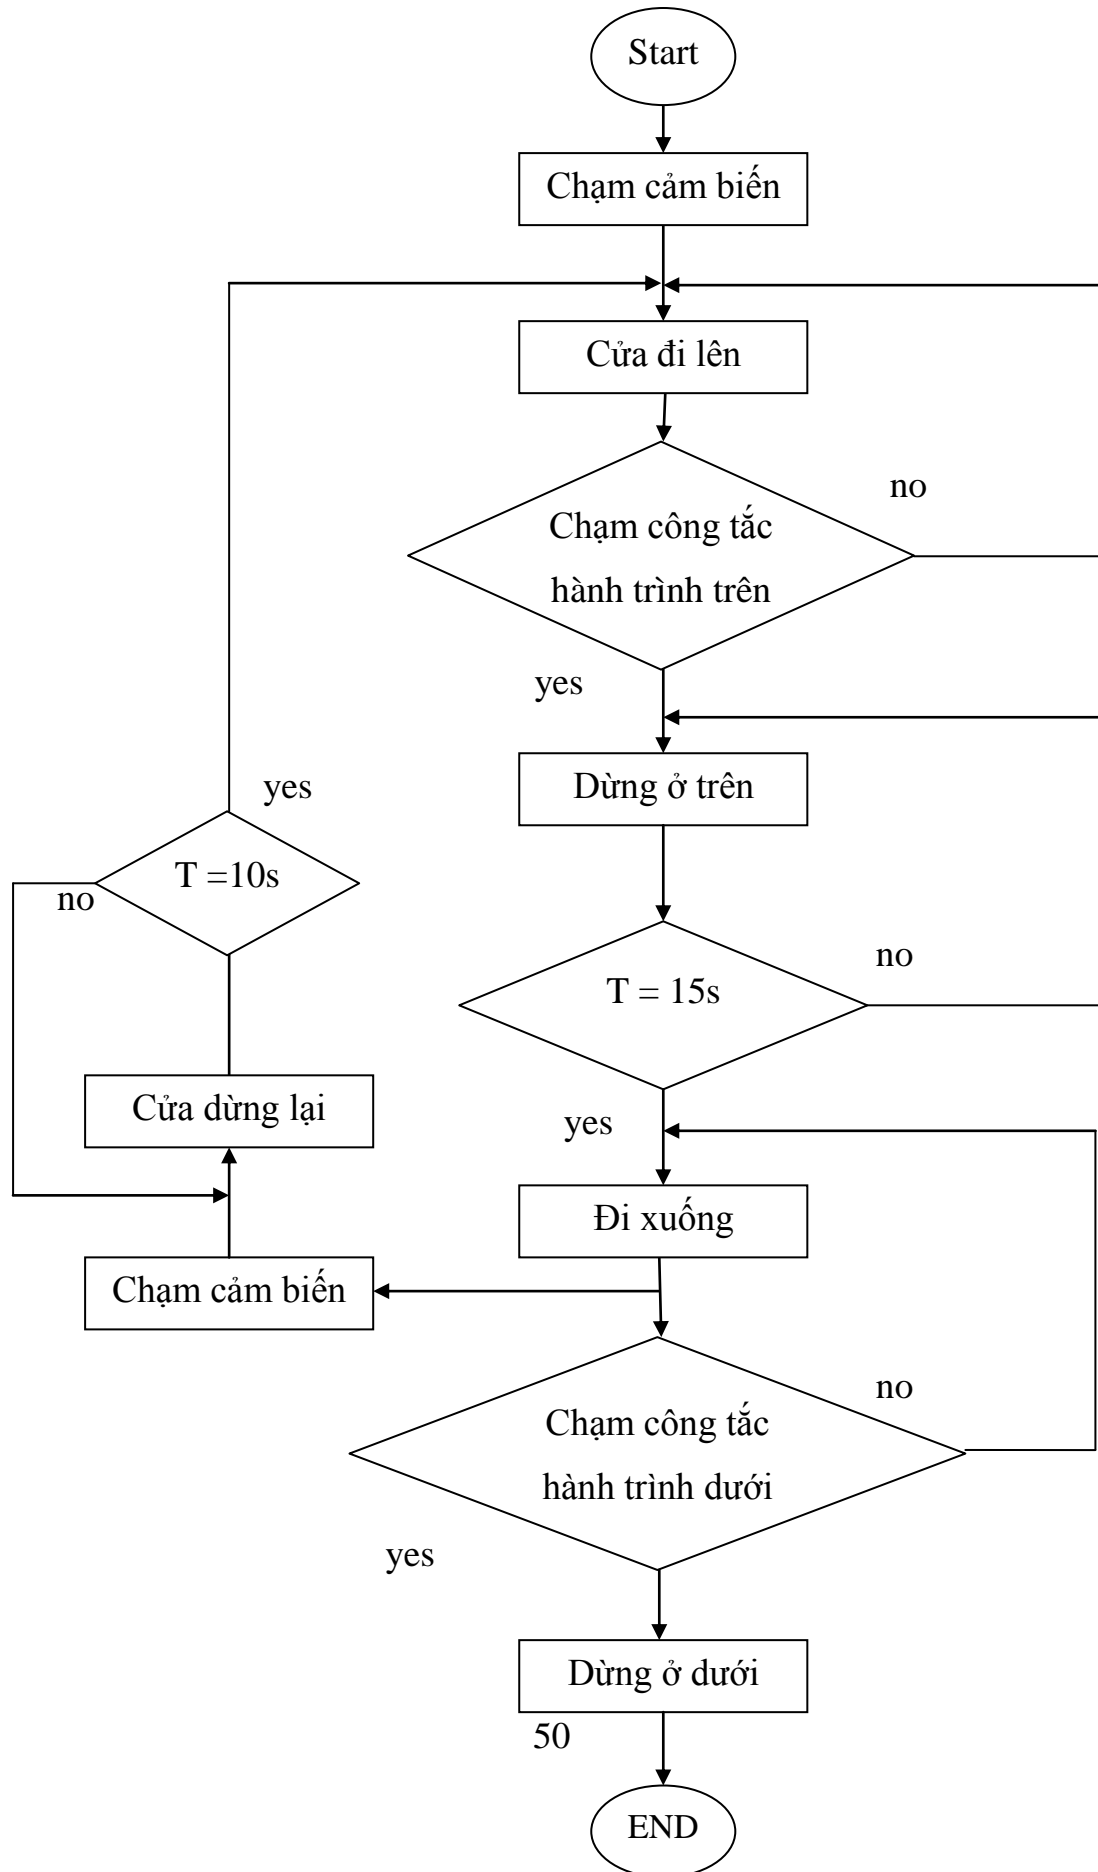 Start
Chạm cảm biến
Cửa đi lên
no
Chạm công tắc
hành trình trên
yes
Dừng ở trên
yes
T =10s
no
no
T = 15s
Cửa dừng lại
yes
Đi xuống
Chạm cảm biến
no
Chạm công tắc
hành trình dưới
yes
Dừng ở dưới
50
END